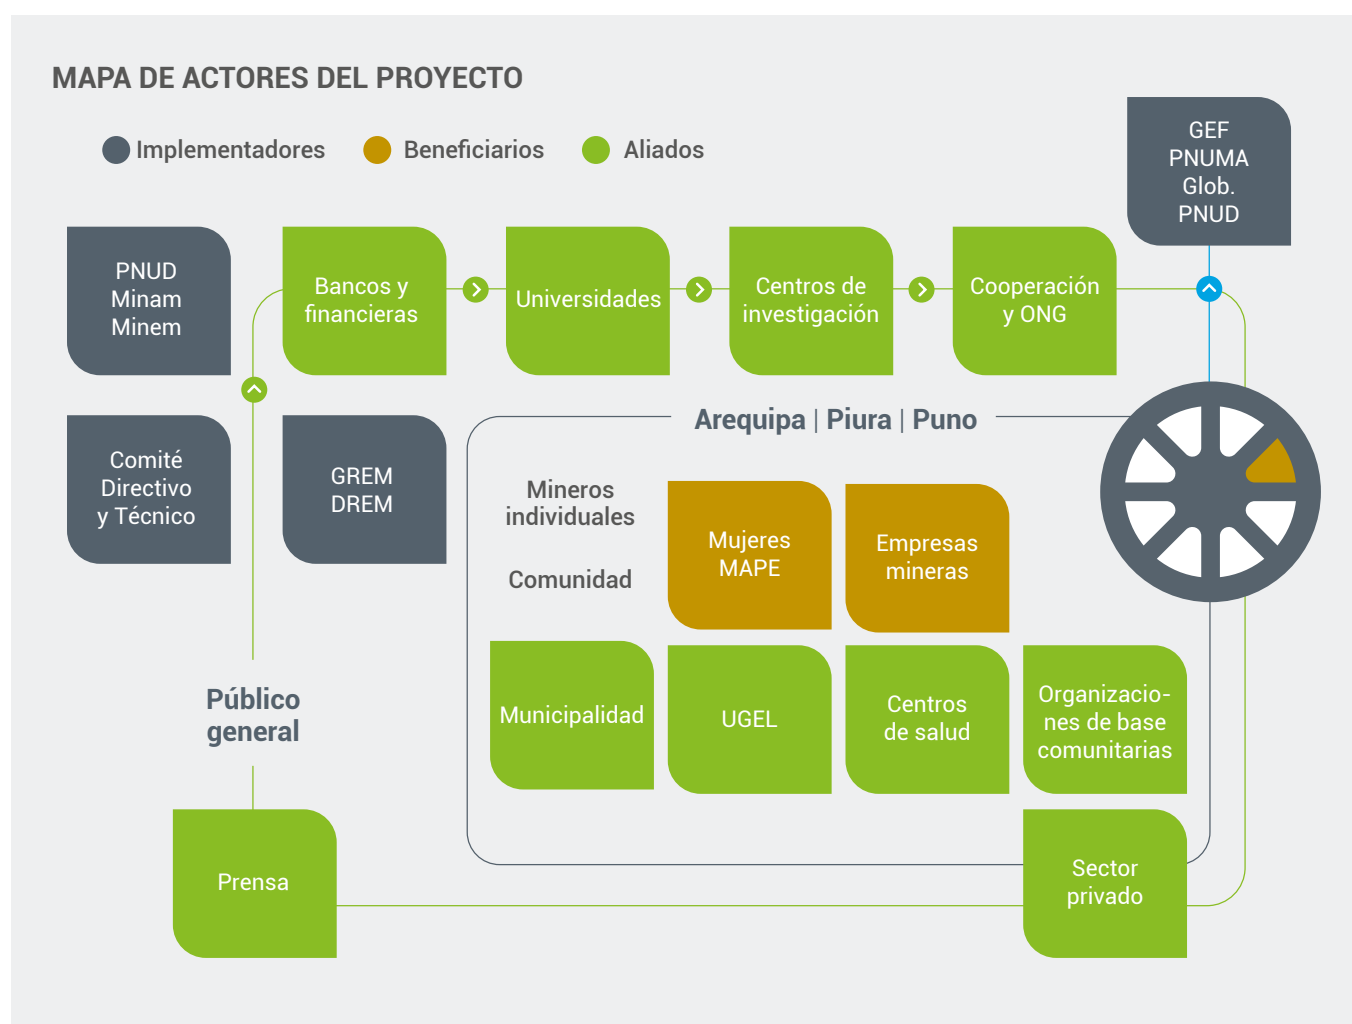 MAPA DE ACTORES DEL PROYECTO
Implementadores
Beneficiarios
Aliados
GEF
PNUMA
Glob.
PNUD
PNUD
Minam
Minem
Bancos y
financieras
Universidades
Centros de
investigación
Cooperación
y ONG
Comité
Directivo
y Técnico
GREM
DREM
Arequipa | Piura | Puno
Mineros
individuales
Comunidad
Mujeres
MAPE
Empresas
mineras
Municipalidad
UGEL
Centros
de salud
Organizacio-
nes de base
comunitarias
Público
general
Prensa
Sector
privado